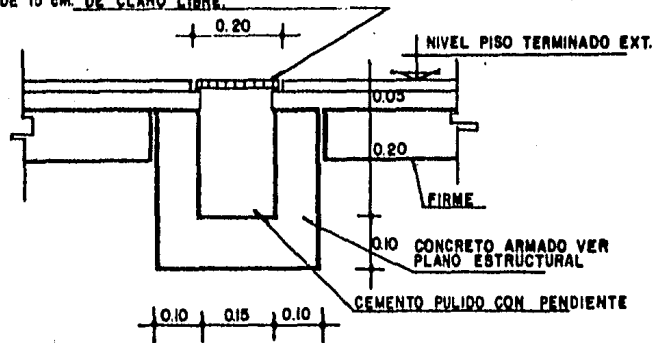 DE 15 CM. DE CLARO LIBRE.
0.20
NIVEL PISO TERMINADO EXT.
0.05
0.20
FIRME
0.10 CONCRETO ARMADO VER
PLANO ESTRUCTURAL
CEMENTO PULIDO CON PENDIENTE
0.10 0.15 0.10